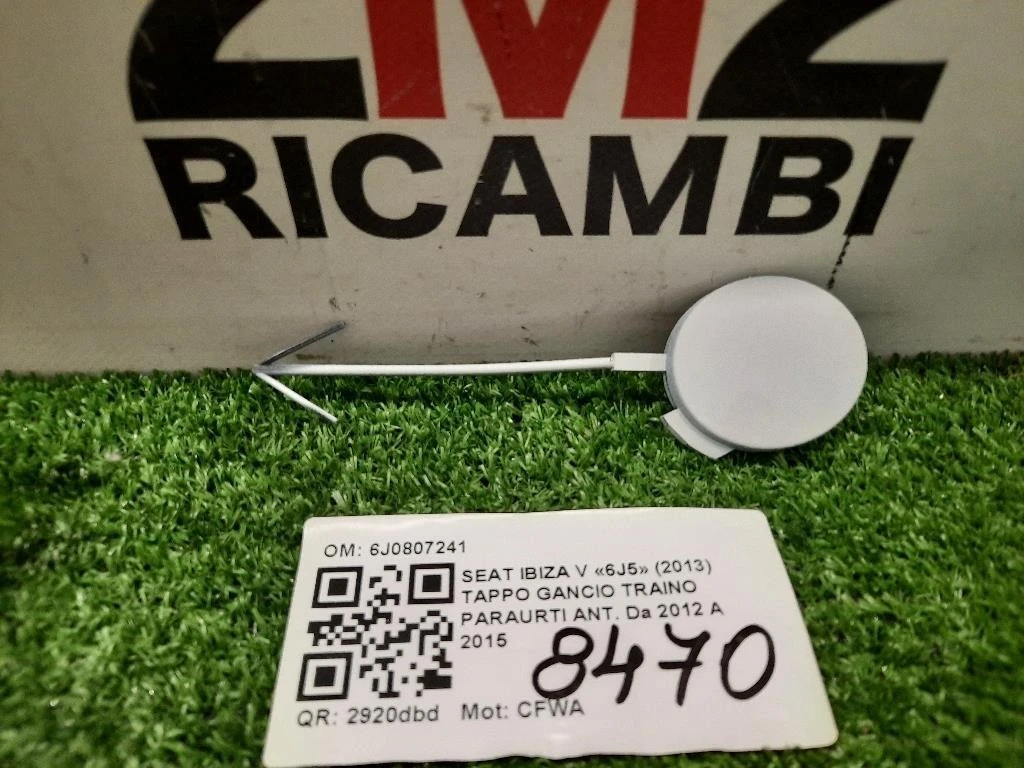 2M2
RICAMBI
OM: 6J0807241
SEAT IBIZA V «6J5» (2013)
TAPPO GANCIO TRAINO
PARAURTI ANT. Da 2012 A
2015
8470
QR: 2920dbd Mot: CFWA